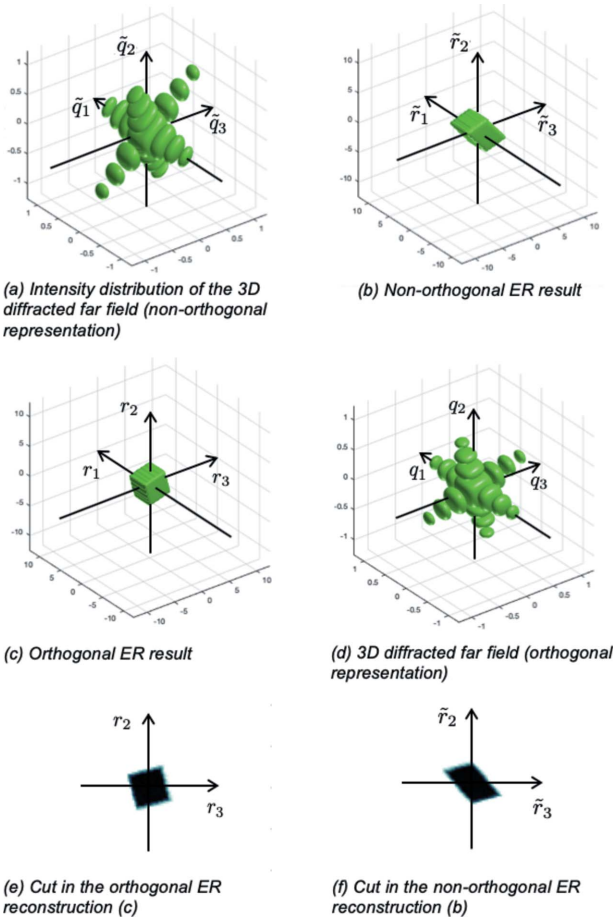 q̃2
q̃1
q̃3
1
0.5
0
-0.5
-1
1
0.5
0
-0.5
-1
-1
-0.5
0
0.5
1
(a) Intensity distribution of the 3D
diffracted far field (non-orthogonal
representation)
r̃2
r̃1
r̃3
10
5
0
-5
-10
10
5
0
-5
-10
-10
-5
0
5
10
(b) Non-orthogonal ER result
r2
r1
r3
10
5
0
-5
-10
10
5
0
-5
-10
-10
-5
0
5
10
(c) Orthogonal ER result
q2
q1
q3
1
0.5
0
-0.5
-1
1
0.5
0
-0.5
-1
-1
-0.5
0
0.5
1
(d) 3D diffracted far field (orthogonal
representation)
r2
r3
(e) Cut in the orthogonal ER
reconstruction (c)
r̃2
r̃3
(f) Cut in the non-orthogonal ER
reconstruction (b)